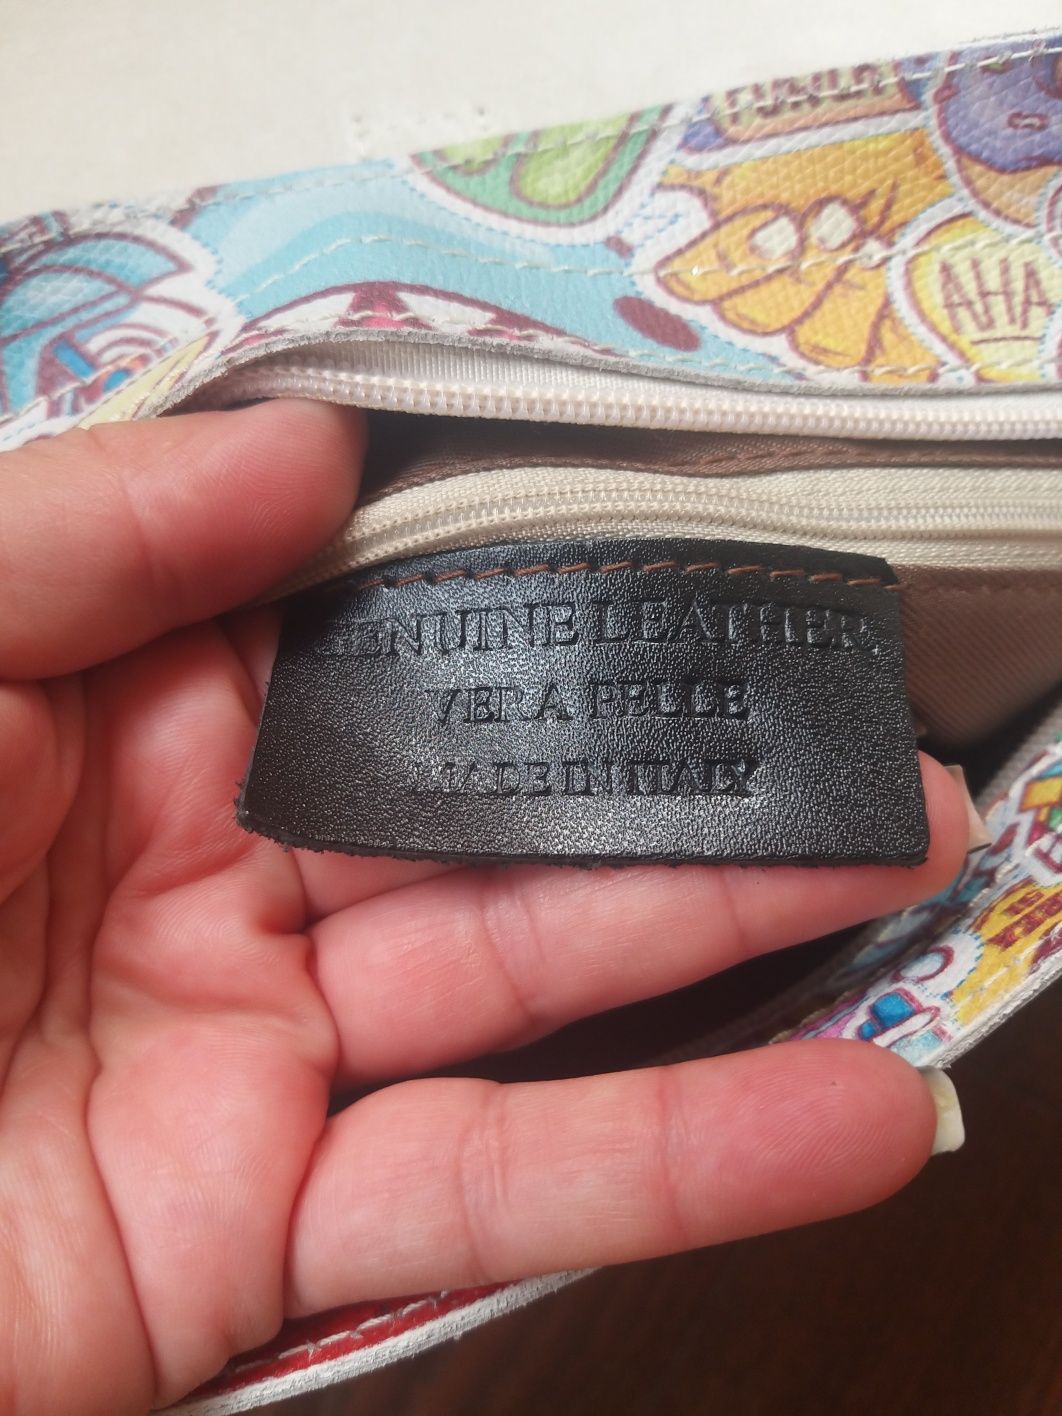 AHA
GENUINE LEATHER
VERA PELLE
MADE IN ITALY